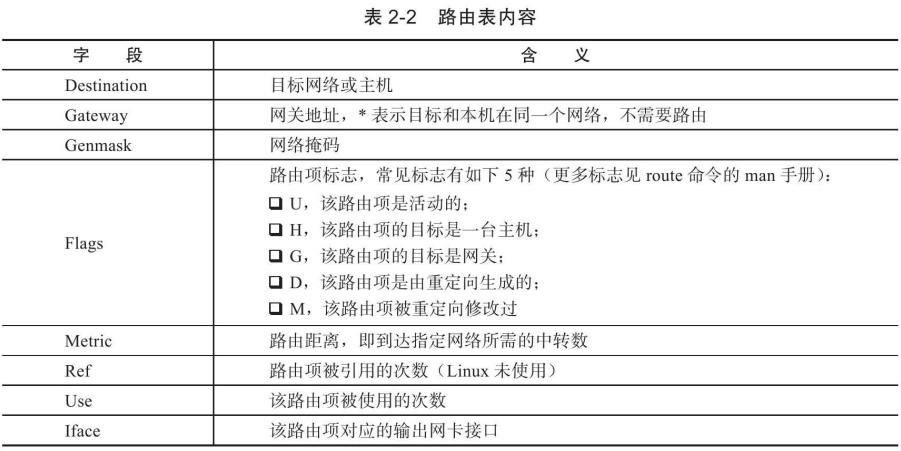 表 2-2 路由表内容
字 段 含 义
Destination 目标网络或主机
Gateway 网关地址，* 表示目标和本机在同一个网络，不需要路由
Genmask 网络掩码
Flags 路由项标志，常见标志有如下 5 种（更多标志见 route 命令的 man 手册）：
❑ U，该路由项是活动的；
❑ H，该路由项的目标是一台主机；
❑ G，该路由项的目标是网关；
❑ D，该路由项是由重定向生成的；
❑ M，该路由项被重定向修改过
Metric 路由距离，即到达指定网络所需的中转数
Ref 路由项被引用的次数（Linux 未使用）
Use 该路由项被使用的次数
Iface 该路由项对应的输出网卡接口